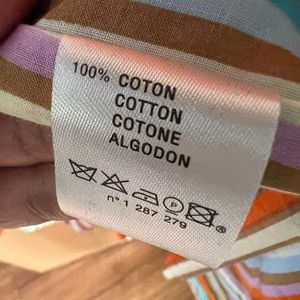 100% COTON
COTTON
COTONE
ALGODON
P
n° 1 287 279 ®